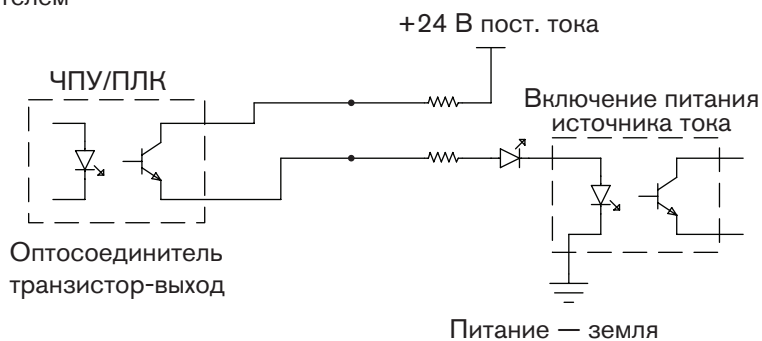 +24 В пост. тока
ЧПУ/ПЛК
Включение питания
источника тока
Оптосоединитель
транзистор-выход
Питание — земля